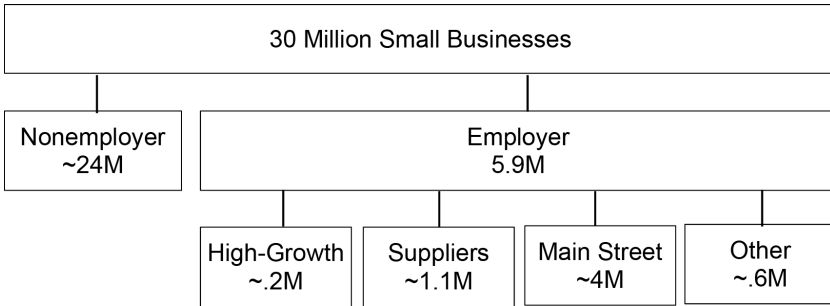 30 Million Small Businesses
Nonemployer
~24M
Employer
5.9M
High-Growth
~.2M
Suppliers
~1.1M
Main Street
~4M
Other
~.6M